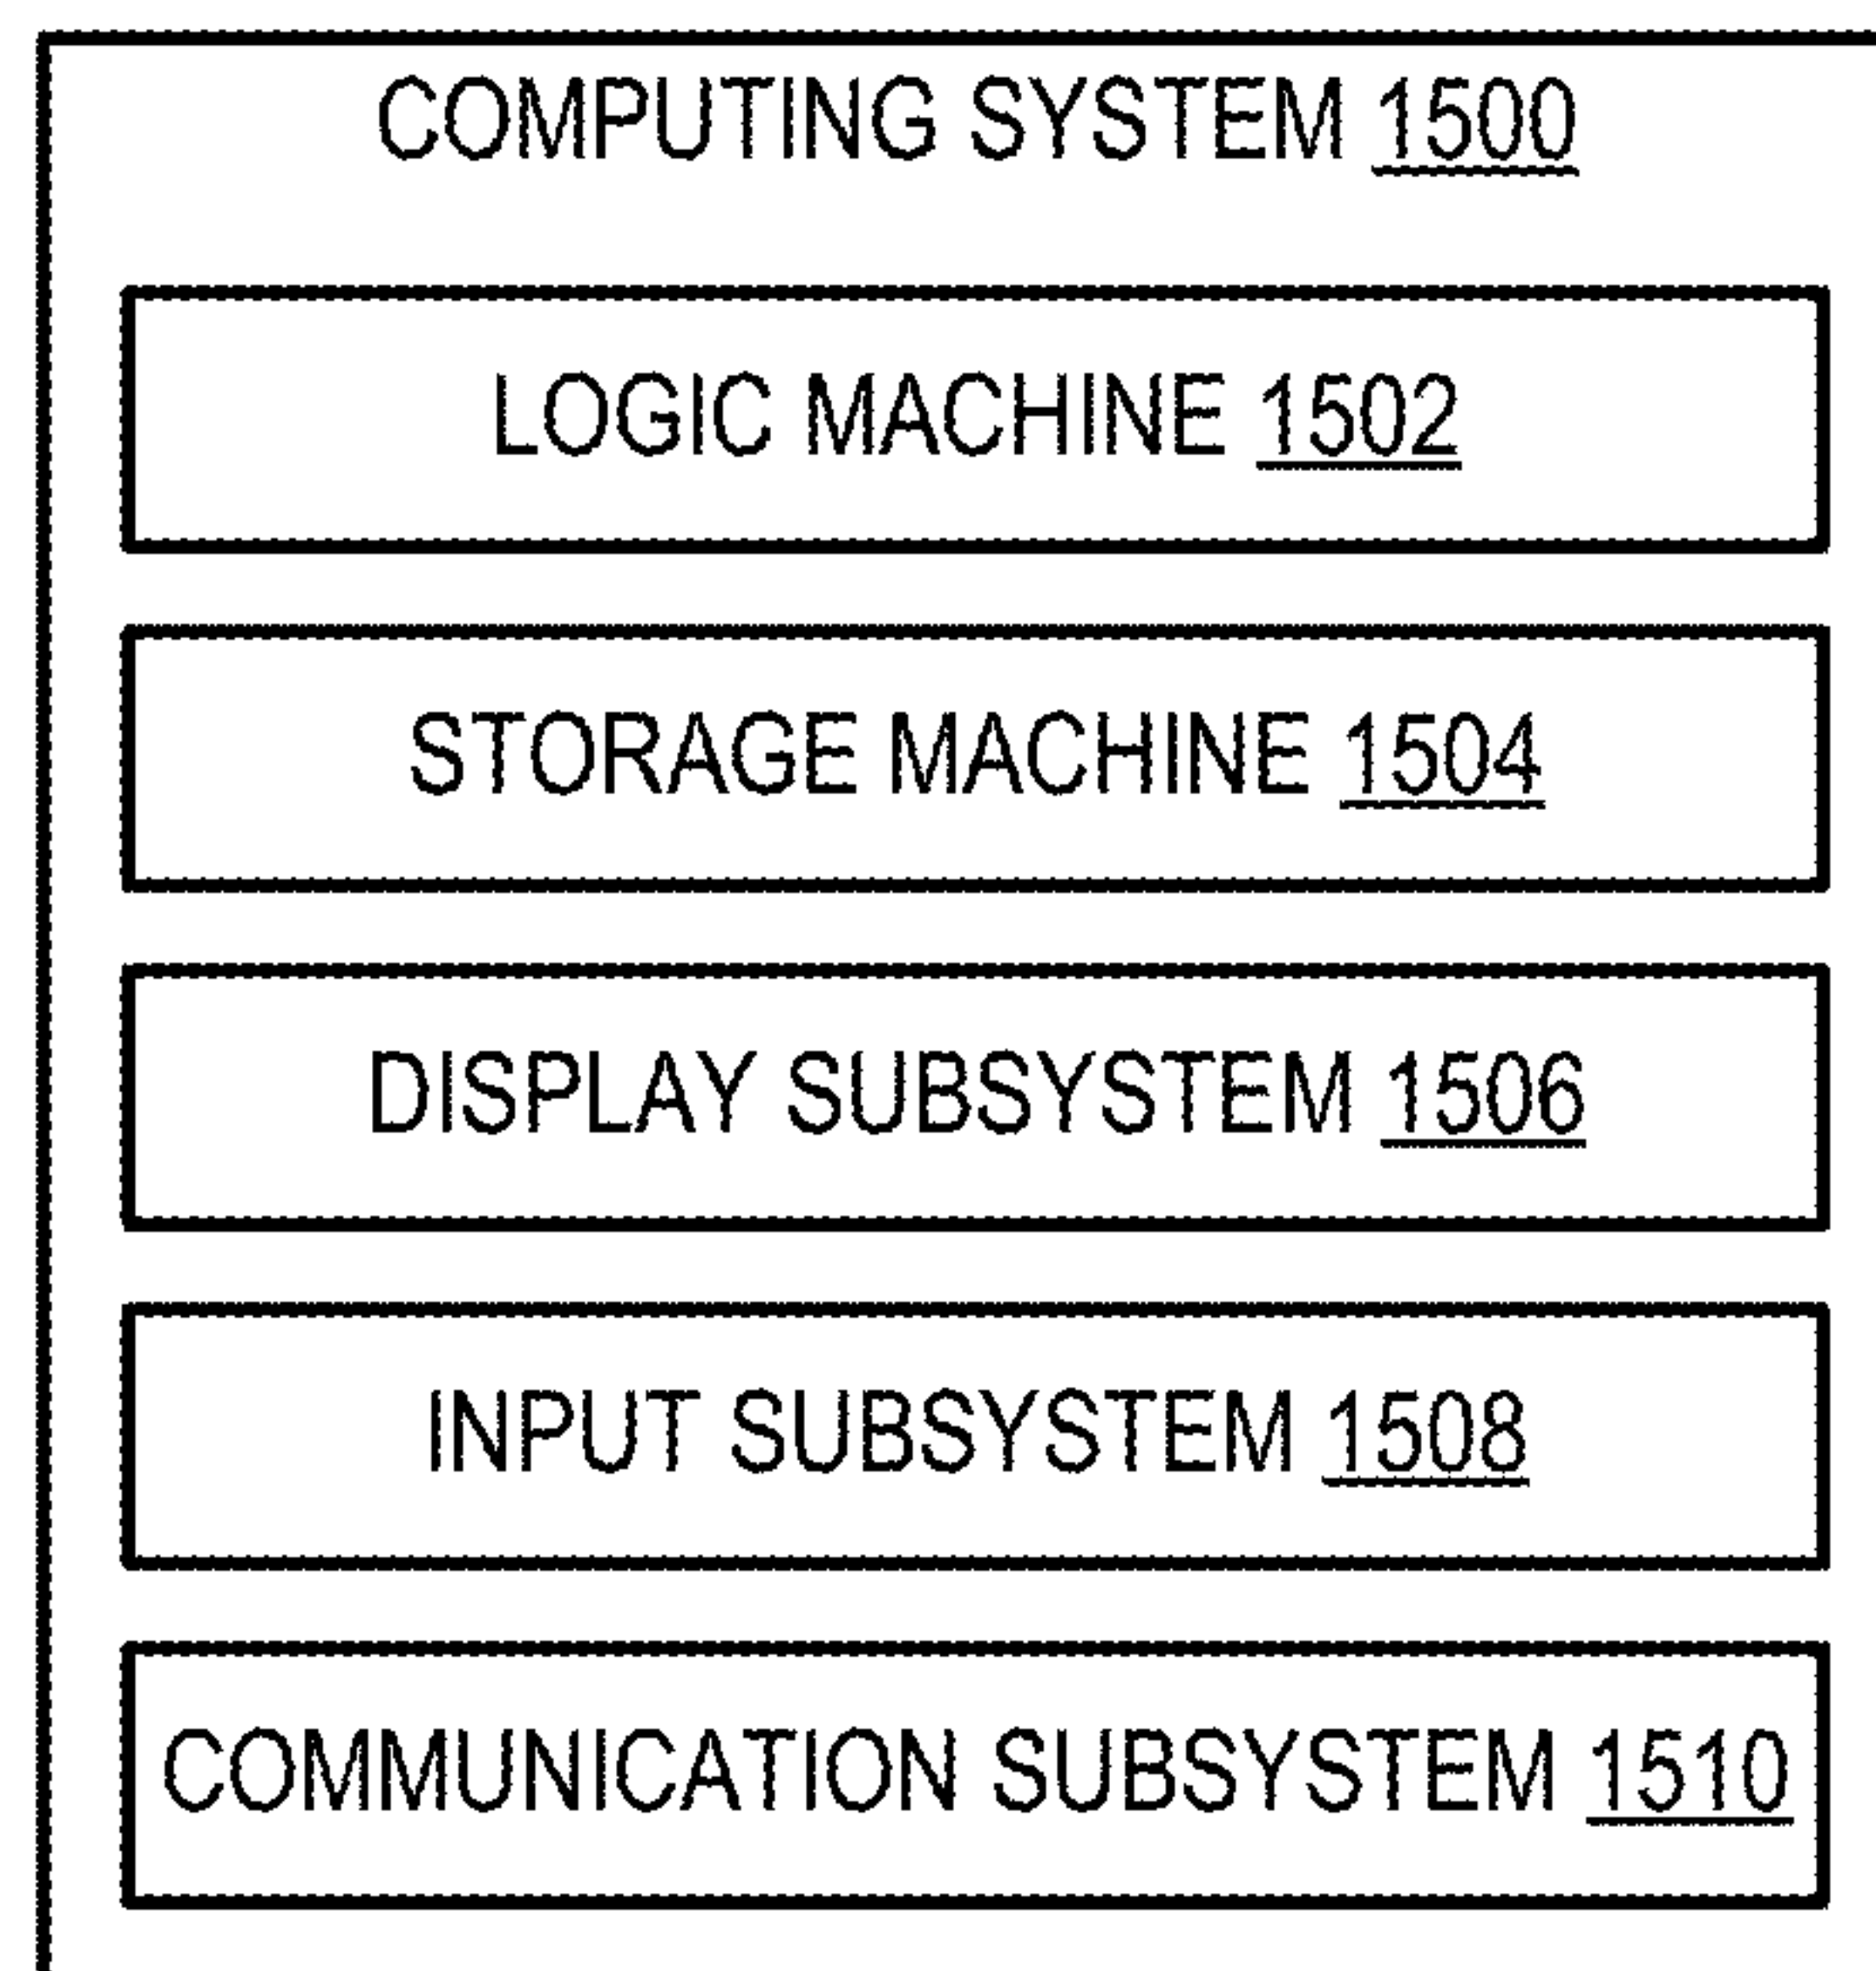 COMPUTING SYSTEM 1500
LOGIC MACHINE 1502
STORAGE MACHINE 1504
DISPLAY SUBSYSTEM 1506
INPUT SUBSYSTEM 1508
COMMUNICATION SUBSYSTEM 1510